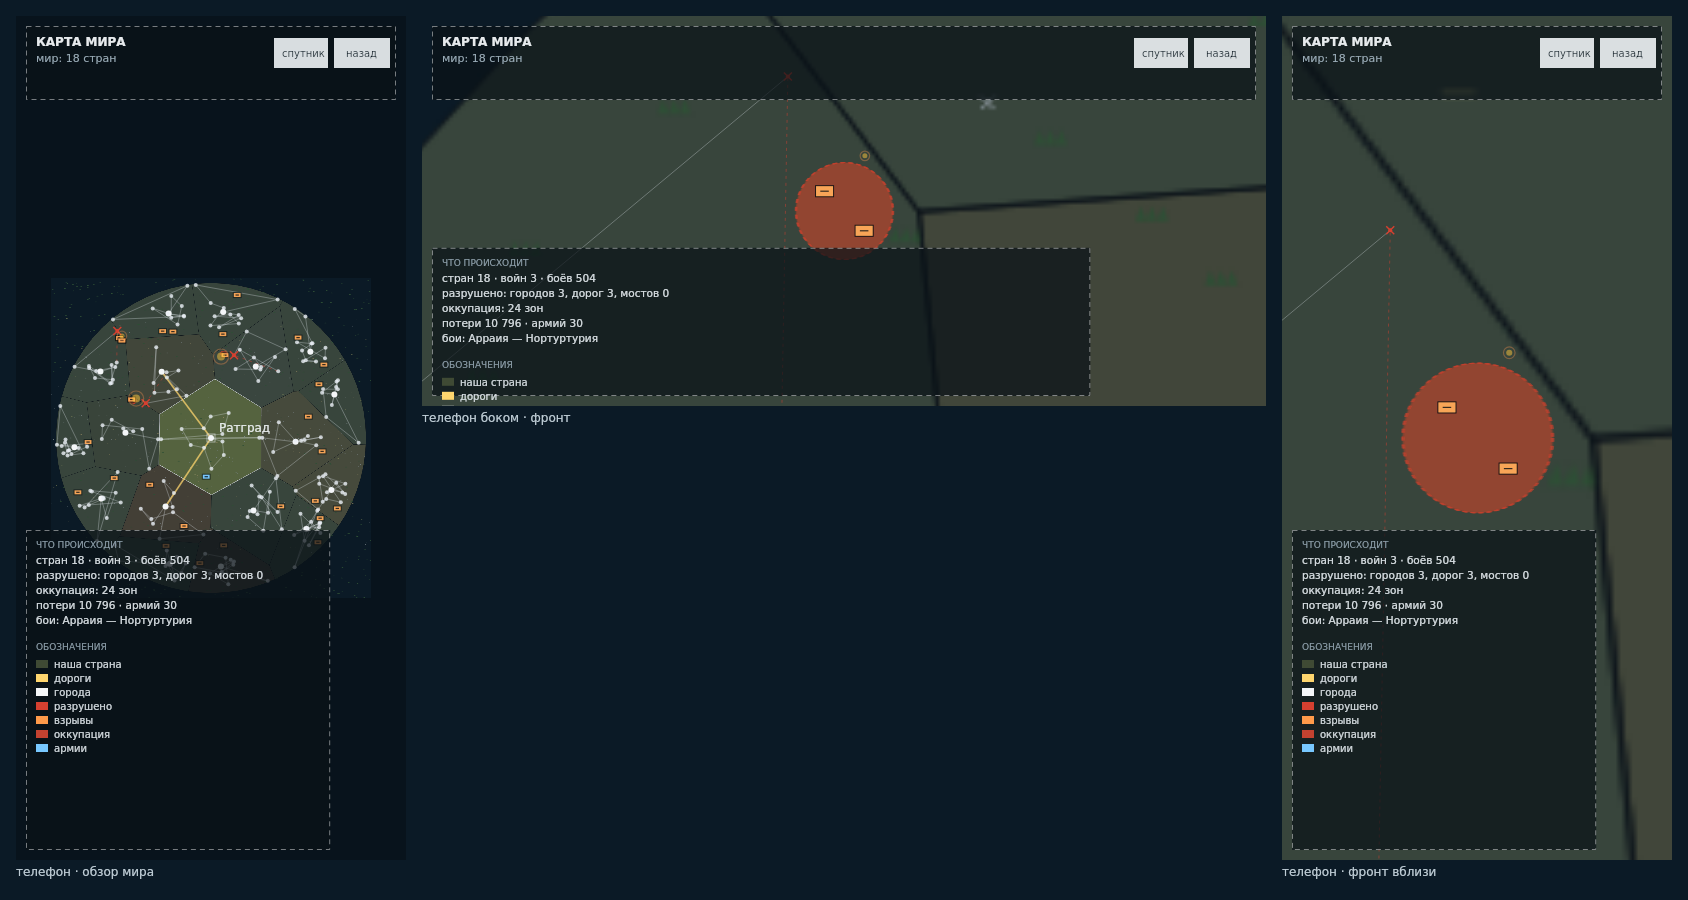 КАРТА МИРА
мир: 18 стран
спутник
назад
Ратград
ЧТО ПРОИСХОДИТ
стран 18 · войн 3 · боёв 504
разрушено: городов 3, дорог 3, мостов 0
оккупация: 24 зон
потери 10 796 · армий 30
бои: Аррая — Нортуртурия
ОБОЗНАЧЕНИЯ
наша страна
дороги
города
разрушено
взрывы
оккупация
армии
телефон · обзор мира
КАРТА МИРА
мир: 18 стран
спутник
назад
ЧТО ПРОИСХОДИТ
стран 18 · войн 3 · боёв 504
разрушено: городов 3, дорог 3, мостов 0
оккупация: 24 зон
потери 10 796 · армий 30
бои: Арраия — Нортуртурия
ОБОЗНАЧЕНИЯ
наша страна
дороги
телефон боком · фронт
КАРТА МИРА
мир: 18 стран
спутник
назад
ЧТО ПРОИСХОДИТ
стран 18 · войн 3 · боёв 504
разрушено: городов 3, дорог 3, мостов 0
оккупация: 24 зон
потери 10 796 · армий 30
бои: Арраия — Нортуртурия
ОБОЗНАЧЕНИЯ
наша страна
дороги
города
разрушено
взрывы
оккупация
армии
телефон · фронт вблизи